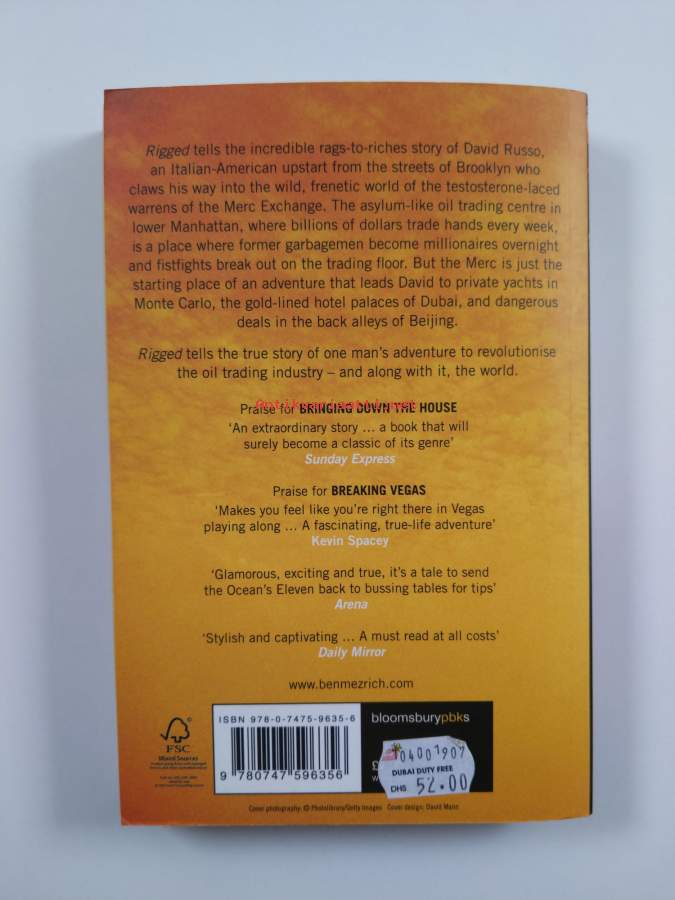 Rigged tells the incredible rags-to-riches story of David Russo,
an Italian-American upstart from the streets of Brooklyn who
claws his way into the wild, frenetic world of the testosterone-laced
warrens of the Merc Exchange. The asylum-like oil trading centre in
lower Manhattan, where billions of dollars trade hands every week,
is a place where former garbagemen become millionaires overnight
and fistfights break out on the trading floor. But the Merc is just the
starting place of an adventure that leads David to private yachts in
Monte Carlo, the gold-lined hotel palaces of Dubai, and dangerous
deals in the back alleys of Beijing.
Rigged tells the true story of one man's adventure to revolutionise
the oil trading industry – and along with it, the world.
Praise for BRINGING DOWN THE HOUSE
'An extraordinary story ... a book that will
surely become a classic of its genre'
Sunday Express
Praise for BREAKING VEGAS
'Makes you feel like you're right there in Vegas
playing along ... A fascinating, true-life adventure'
Kevin Spacey
'Glamorous, exciting and true, it's a tale to send
the Ocean's Eleven back to bussing tables for tips'
Arena
'Stylish and captivating ... A must read at all costs'
Daily Mirror
www.benmezrich.com
ISBN 978-0-7475-9635-6
9 780747 596356
bloomsburypbks
£
w
04001907
DUBAI DUTY FREE
DHS 52.00
FSC
Mixed Sources
Cover photography: © Photolibrary/Getty Images Cover design: David Mann